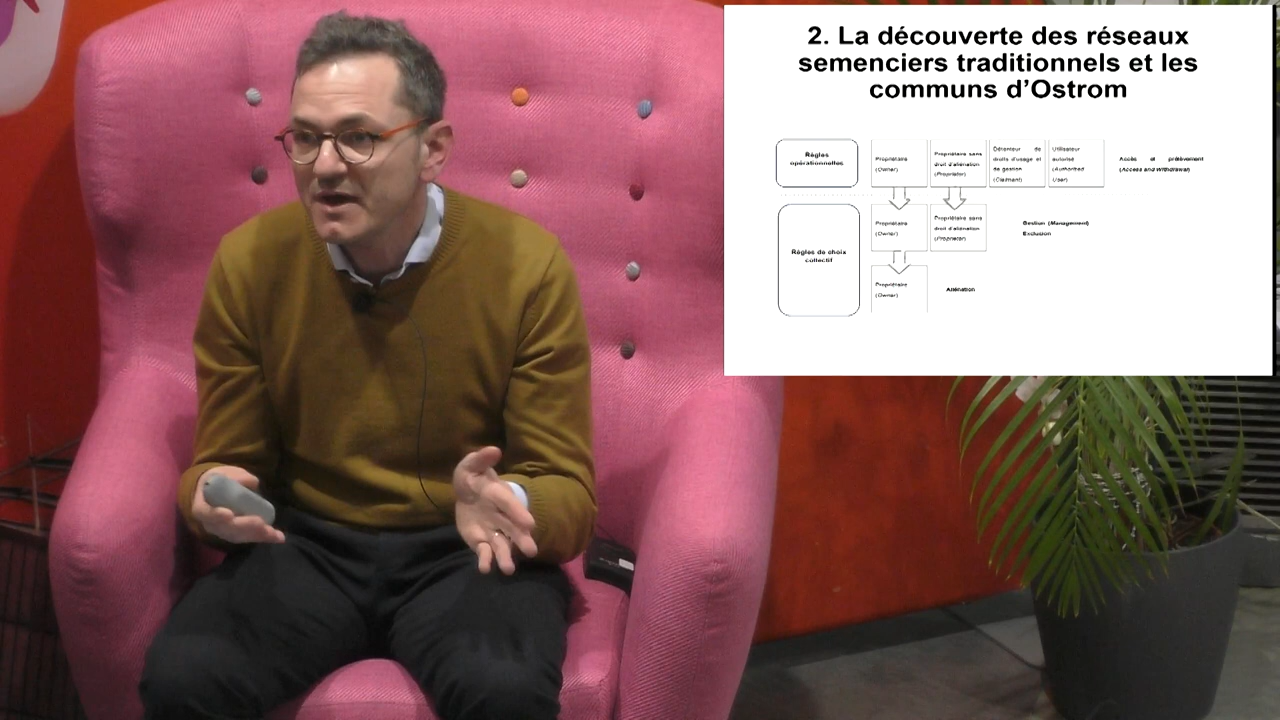 2. La découverte des réseaux
semenciers traditionnels et les
communs d'Ostrom
Règles
opérationnelles
Propriétaire
(Owner)
Propriétaire sans
droit d'aliénation
(Proprietor)
Détenteur de
droits d'usage et
de gestion
(Claimant)
Utilisateur
autorisé
(Authorized
User)
Accès et prélèvement
(Access and Withdrawal)
Règles de choix
collectif
Propriétaire
(Owner)
Propriétaire sans
droit d'aliénation
(Proprietor)
Gestion (Management)
Exclusion
Propriétaire
(Owner)
Aliénation